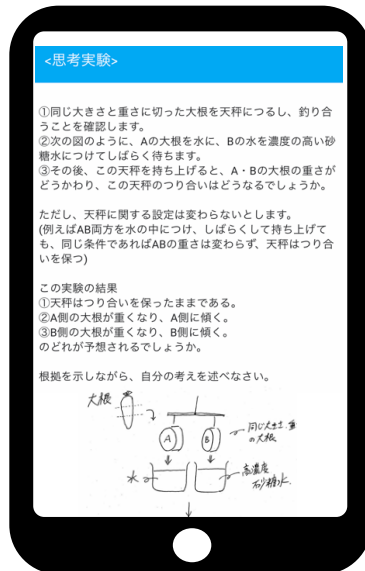 <思考実験>
①同じ大きさと重さに切った大根を天秤につるし、釣り合
うことを確認します。
②次の図のように、Aの大根を水に、Bの水を濃度の高い砂
糖水につけてしばらく待ちます。
③その後、この天秤を持ち上げると、A・Bの大根の重さが
どうかわり、この天秤のつり合いはどうなるでしょうか。
ただし、天秤に関する設定は変わらないとします。
(例えばAB両方を水の中につけ、しばらくして持ち上げて
も、同じ条件であればABの重さは変わらず、天秤はつり合
いを保つ)
この実験の結果
①天秤はつり合いを保ったままである。
②A側の大根が重くなり、A側に傾く。
③B側の大根が重くなり、B側に傾く。
のどれが予想されるでしょうか。
根拠を示しながら、自分の考えを述べなさい。
大根
A
B
同じ大きさ、重
の大根
水
高濃度
砂糖水.